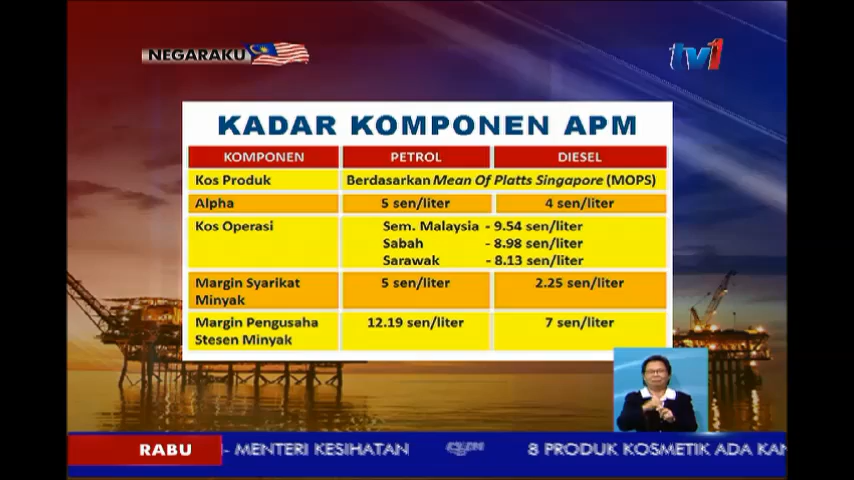 NEGARAKU
tv1
KADAR KOMPONEN APM
KOMPONEN PETROL DIESEL
Kos Produk Berdasarkan Mean Of Platts Singapore (MOPS)
Alpha 5 sen/liter 4 sen/liter
Kos Operasi Sem. Malaysia - 9.54 sen/liter
Sabah - 8.98 sen/liter
Sarawak - 8.13 sen/liter
Margin Syarikat Minyak 5 sen/liter 2.25 sen/liter
Margin Pengusaha Stesen Minyak 12.19 sen/liter 7 sen/liter
RABU - MENTERI KESIHATAN 8 PRODUK KOSMETIK ADA